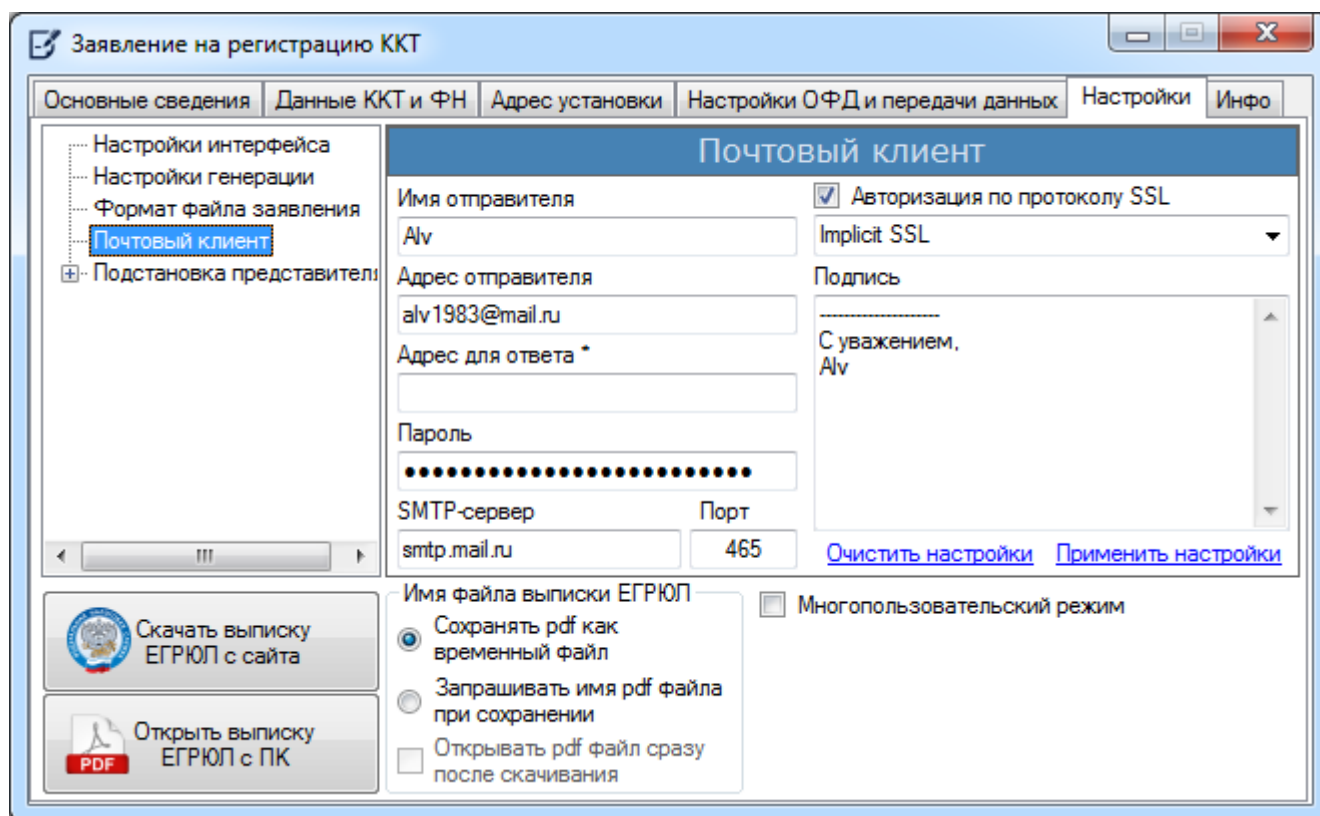 Заявление на регистрацию ККТ
Основные сведения
Данные ККТ и ФН
Адрес установки
Настройки ОФД и передачи данных
Настройки
Инфо
Настройки интерфейса
Настройки генерации
Формат файла заявления
Почтовый клиент
Подстановка представителя
Почтовый клиент
Имя отправителя
Alv
Адрес отправителя
alv1983@mail.ru
Адрес для ответа *
Пароль
••••••••••••••••••••••••••
SMTP-сервер
Порт
smtp.mail.ru
465
Авторизация по протоколу SSL
Implicit SSL
Подпись
--------------------
С уважением,
Alv
Очистить настройки
Применить настройки
Скачать выписку
ЕГРЮЛ с сайта
Открыть выписку
ЕГРЮЛ с ПК
PDF
Имя файла выписки ЕГРЮЛ
Сохранять pdf как
временный файл
Запрашивать имя pdf файла
при сохранении
Открывать pdf файл сразу
после скачивания
Многопользовательский режим